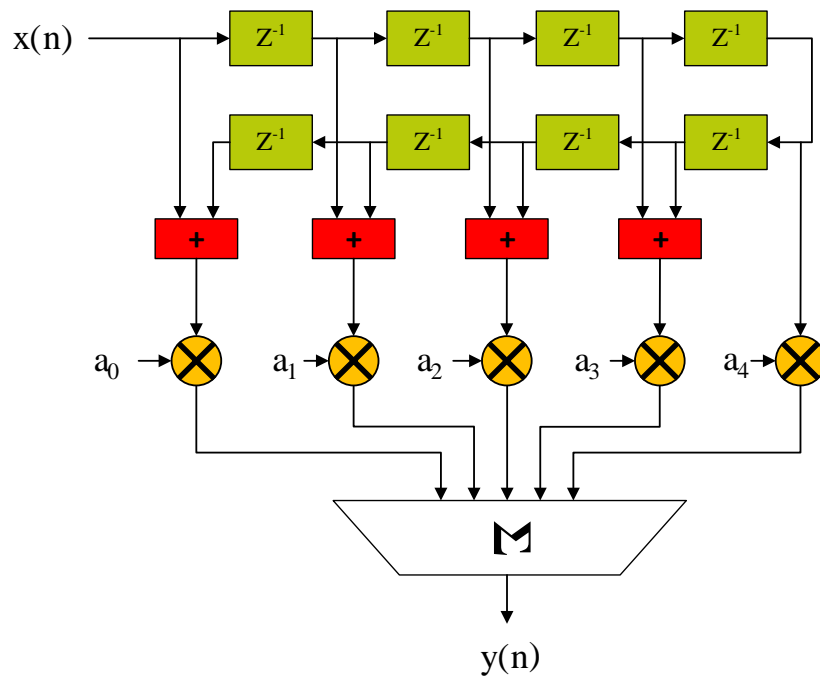 x(n)
Z⁻¹ Z⁻¹ Z⁻¹ Z⁻¹
Z⁻¹ Z⁻¹ Z⁻¹ Z⁻¹
+ + + +
a₀ a₁ a₂ a₃ a₄
Σ
y(n)